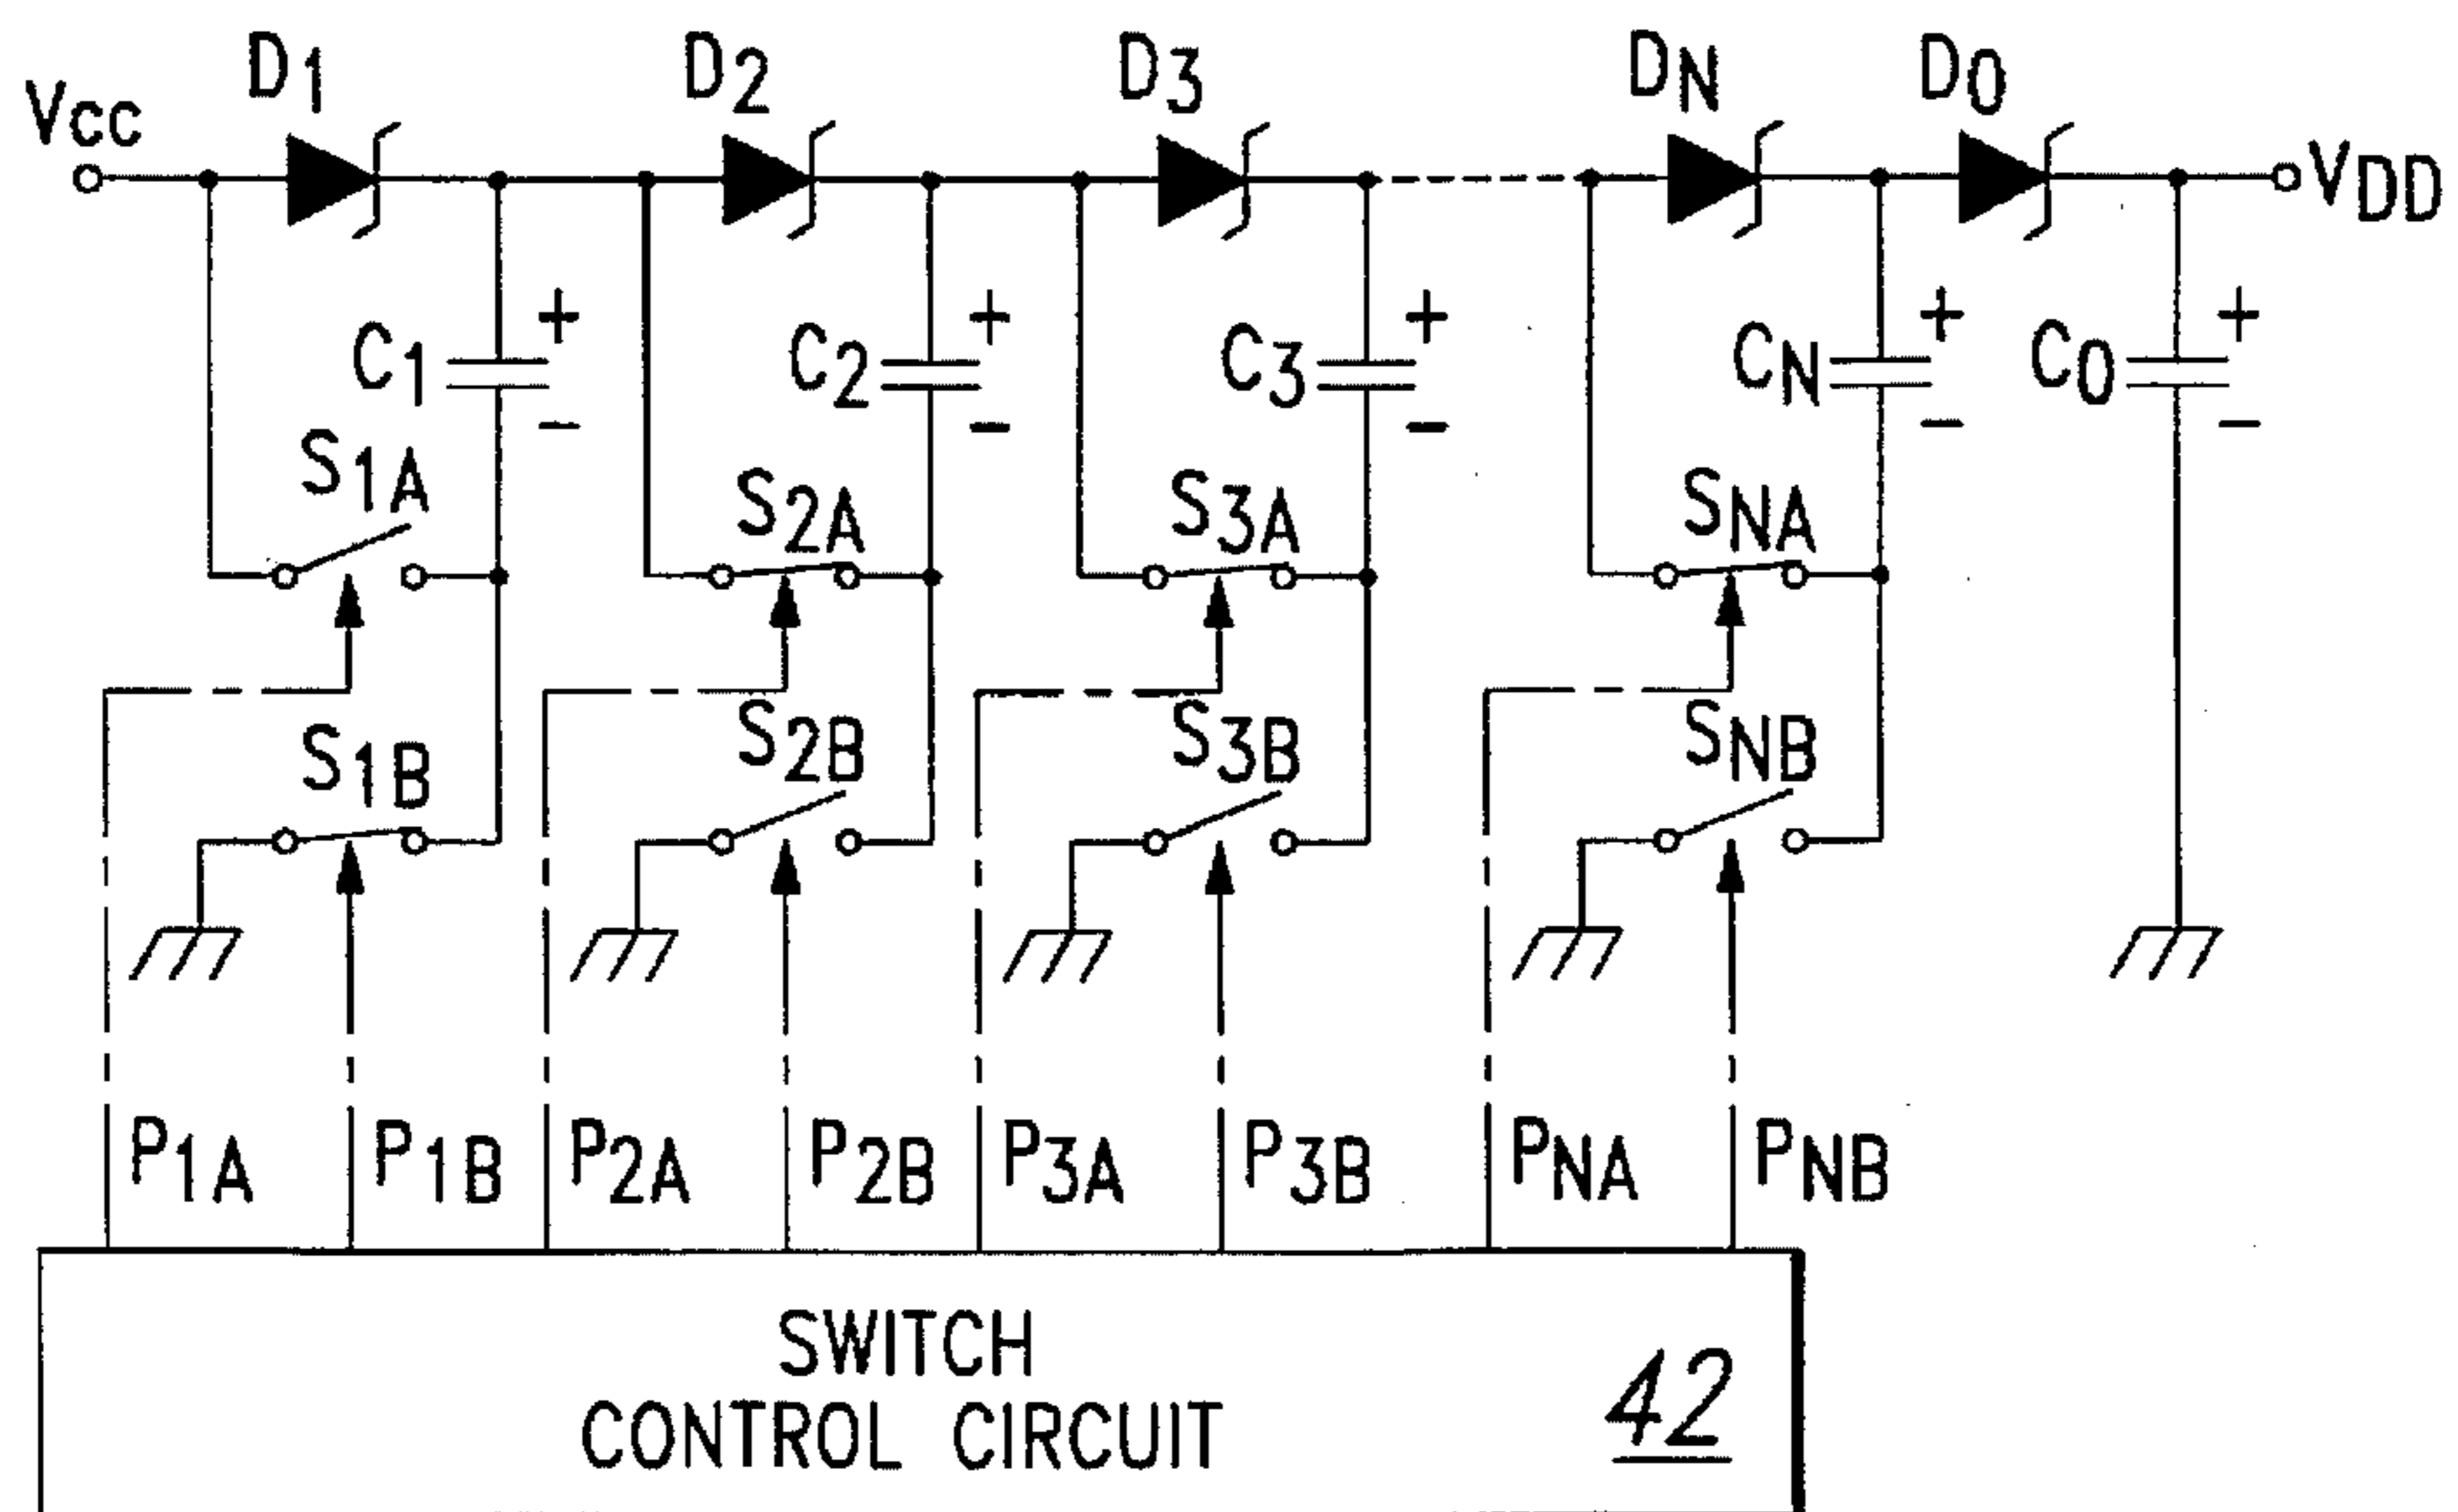 VCC D1 D2 D3 DN D0 VDD
C1 + C2 + C3 + CN + C0 +
− − − − −
S1A S2A S3A SNA
S1B S2B S3B SNB
P1A P1B P2A P2B P3A P3B PNA PNB
SWITCH
CONTROL CIRCUIT 42